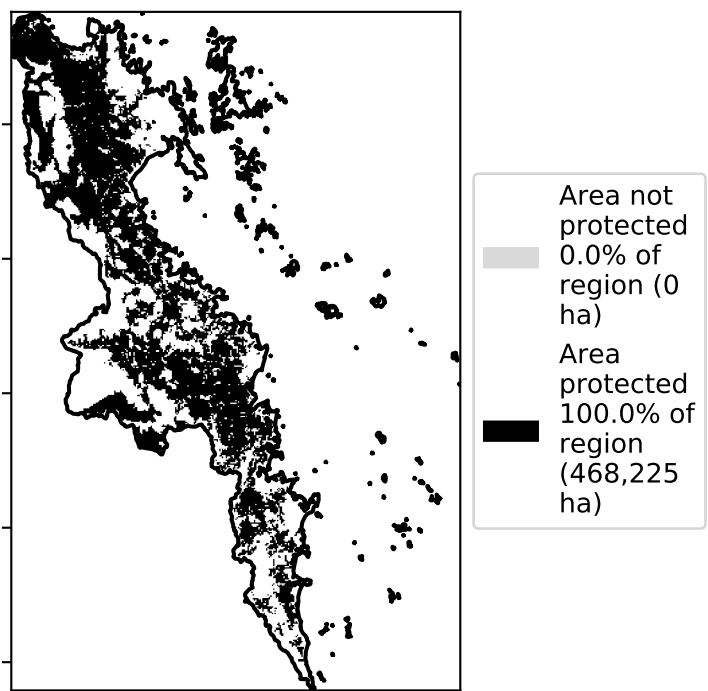 Area not
protected
0.0% of
region (0
ha)
Area
protected
100.0% of
region
(468,225
ha)